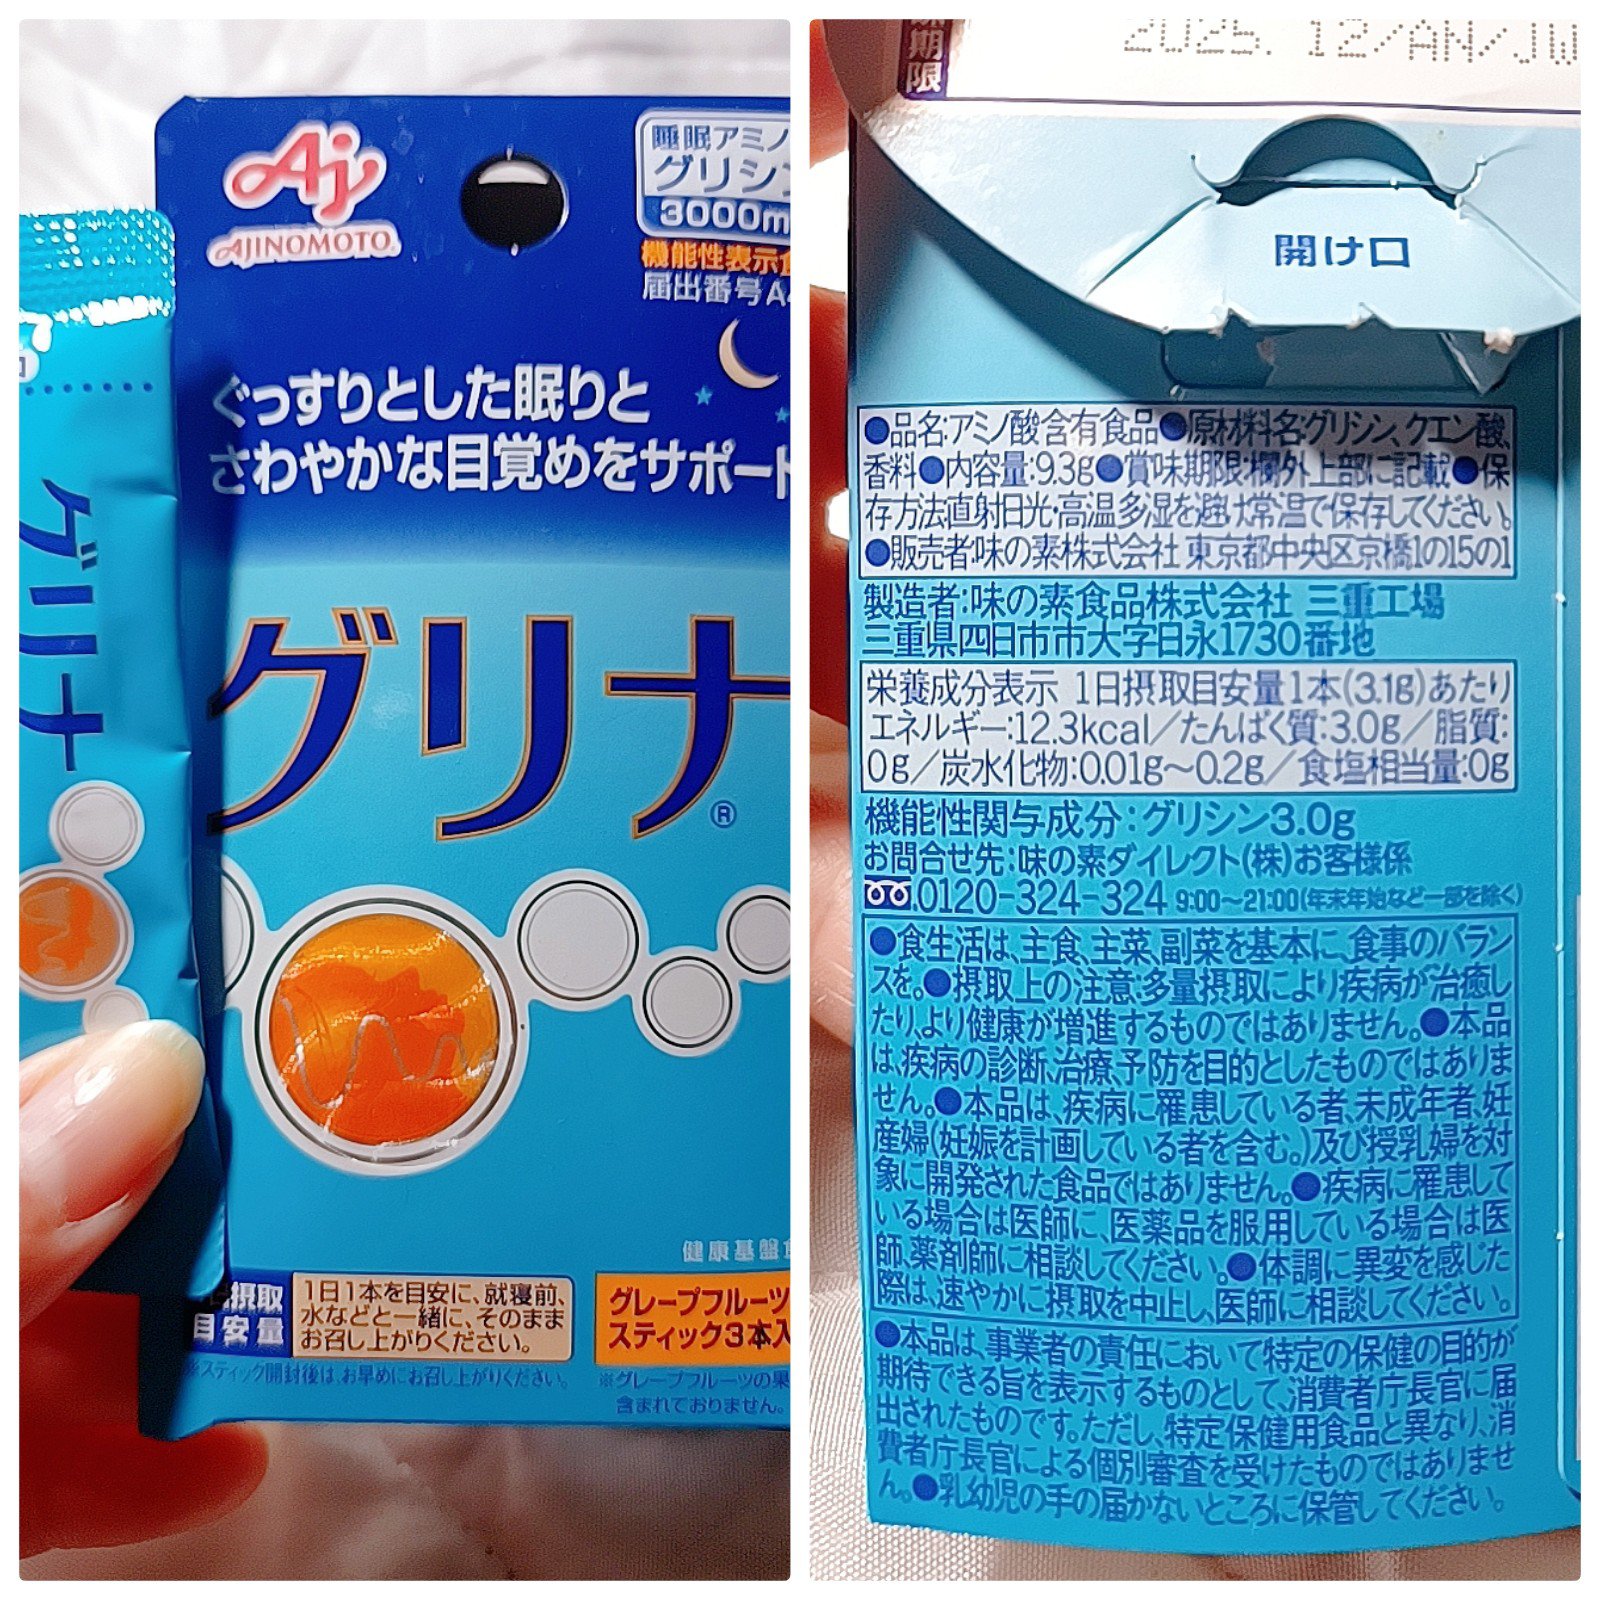 Aj
AJINOMOTO®
睡眠アミノ
グリシン
3000m
機能性表示食
届出番号A4
ぐっすりとした眠りと
さわやかな目覚めをサポート
グリナ
グリナ®
摂取
目安量
1日1本を目安に、就寝前、
水などと一緒に、そのまま
お召し上がりください。
グレープフルーツ
スティック3本入
※スティック開封後は、お早めにお召し上がりください。
※グレープフルーツの果
含まれておりません。
期限
2025. 12/AN/JW
開け口
●品名:アミノ酸含有食品●原材料名:グリシン、クエン酸、
香料●内容量:9.3g●賞味期限:欄外上部に記載●保
存方法:直射日光・高温多湿を避け常温で保存してください。
●販売者:味の素株式会社 東京都中央区京橋1の15の1
製造者:味の素食品株式会社 三重工場
三重県四日市市大字日永1730番地
栄養成分表示 1日摂取目安量1本(3.1g)あたり
エネルギー:12.3kcal/たんぱく質:3.0g/脂質:
0g/炭水化物:0.01g~0.2g/食塩相当量:0g
機能性関与成分:グリシン3.0g
お問合せ先:味の素ダイレクト(株)お客様係
0120-324-324 9:00~21:00(年末年始など一部を除く)
●食生活は、主食、主菜、副菜を基本に、食事のバラン
スを。●摂取上の注意:多量摂取により疾病が治癒し
たり、より健康が増進するものではありません。●本品
は、疾病の診断、治療、予防を目的としたものではありま
せん。●本品は、疾病に罹患している者、未成年者、妊
産婦(妊娠を計画している者を含む。)及び授乳婦を対
象に開発された食品ではありません。●疾病に罹患して
いる場合は医師に、医薬品を服用している場合は医
師、薬剤師に相談してください。●体調に異変を感じた
際は、速やかに摂取を中止し、医師に相談してください。
●本品は、事業者の責任において特定の保健の目的が
期待できる旨を表示するものとして、消費者庁長官に届
出されたものです。ただし、特定保健用食品と異なり、消
費者庁長官による個別審査を受けたものではありませ
ん。●乳幼児の手の届かないところに保管してください。